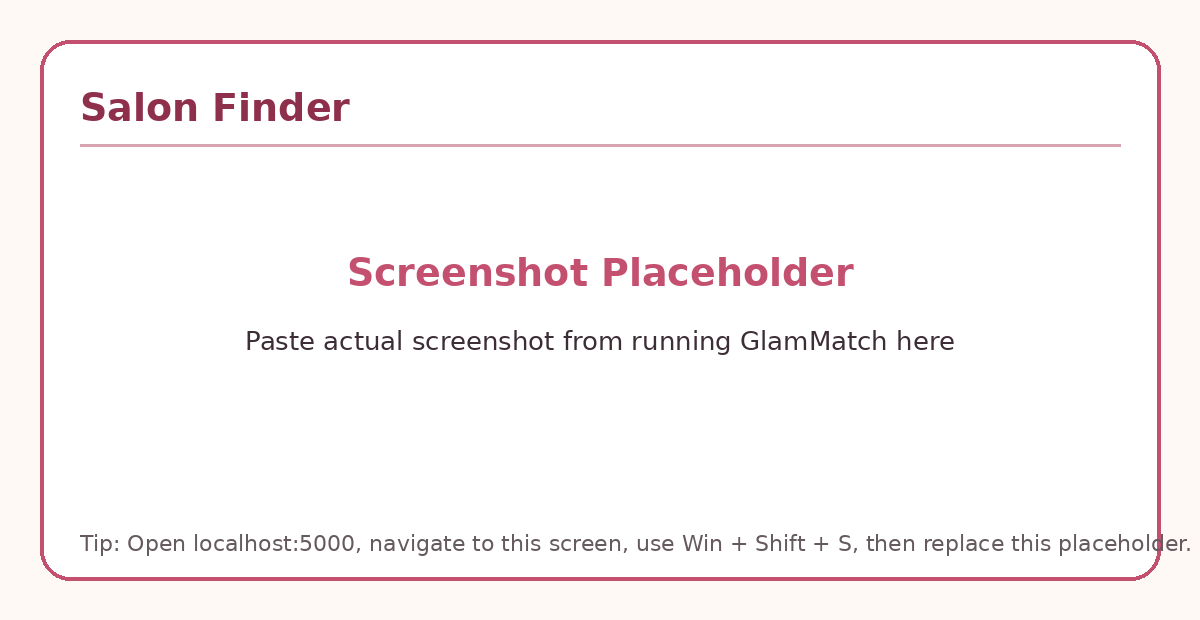 Salon Finder
Screenshot Placeholder
Paste actual screenshot from running GlamMatch here
Tip: Open localhost:5000, navigate to this screen, use Win + Shift + S, then replace this placeholder.